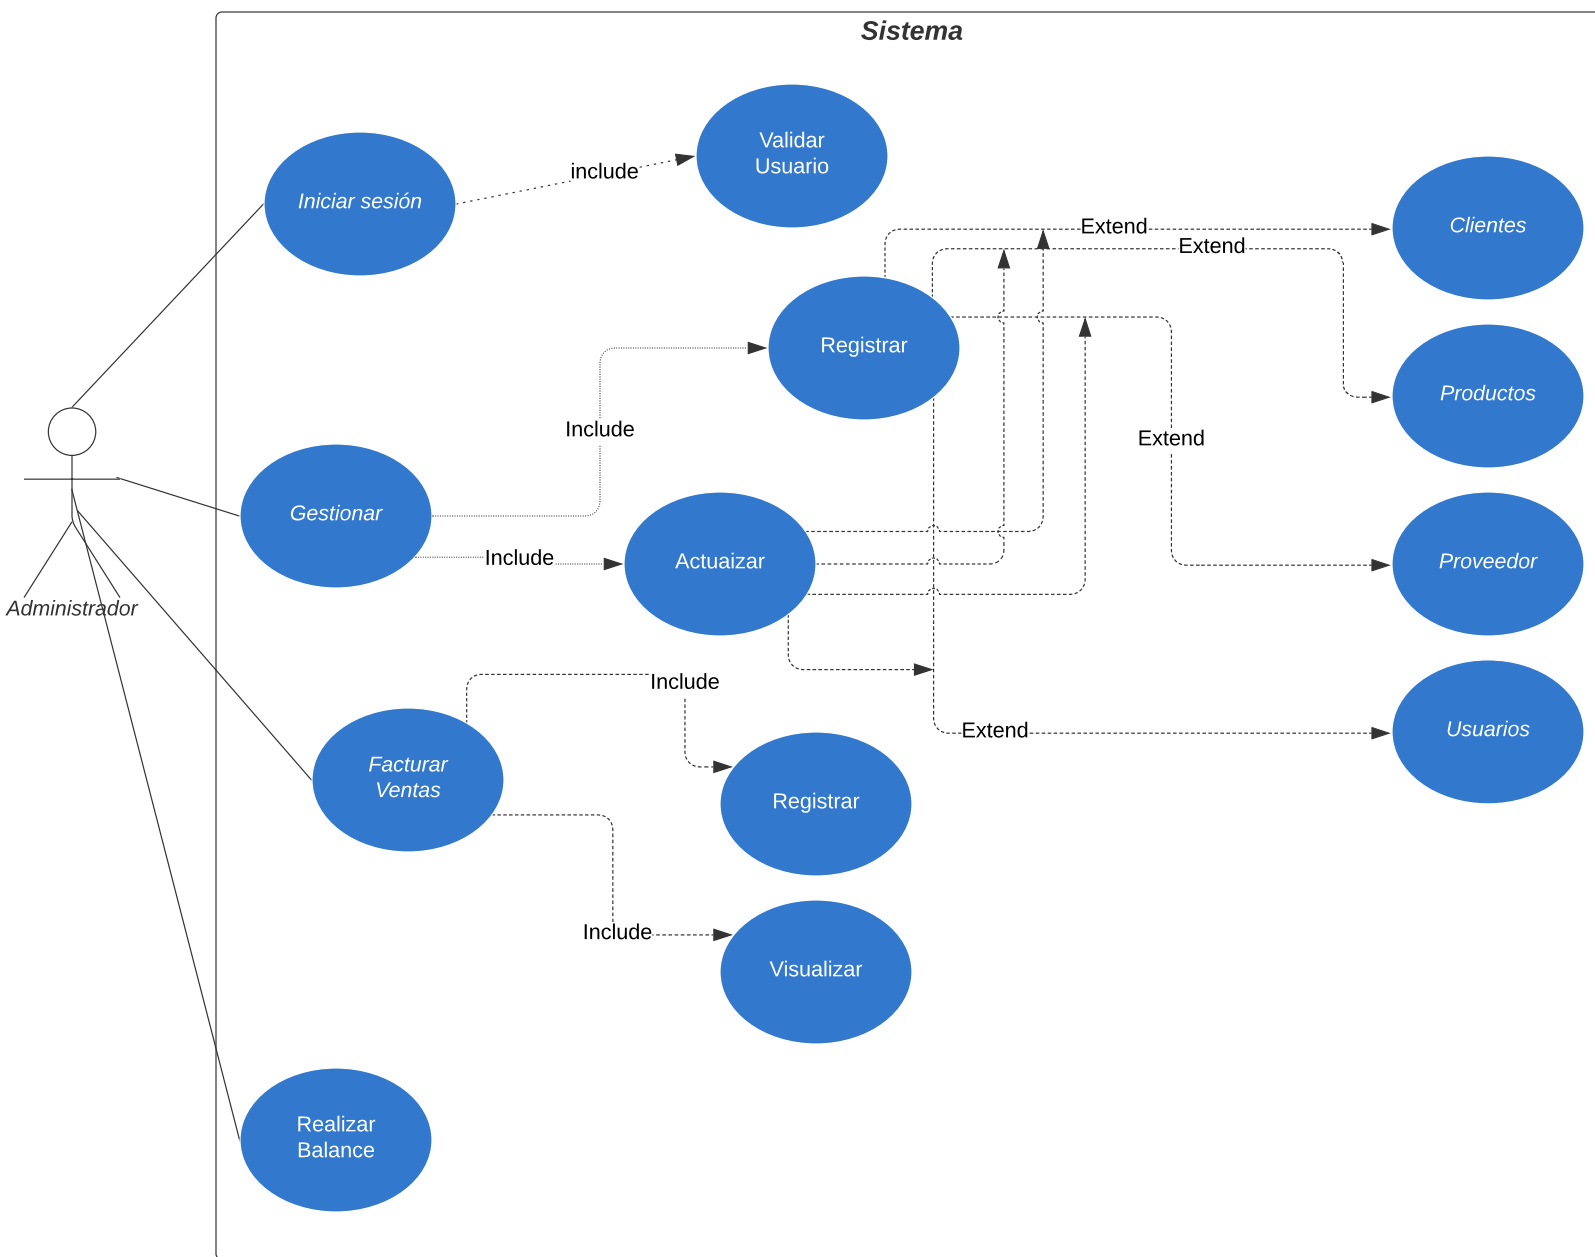 Sistema
Validar
Usuario
include
Iniciar sesión
Clientes
Extend
Extend
Registrar
Productos
Include
Extend
Gestionar
Include
Actuaizar
Proveedor
Administrador
Include
Extend
Usuarios
Facturar
Ventas
Registrar
Include
Visualizar
Realizar
Balance